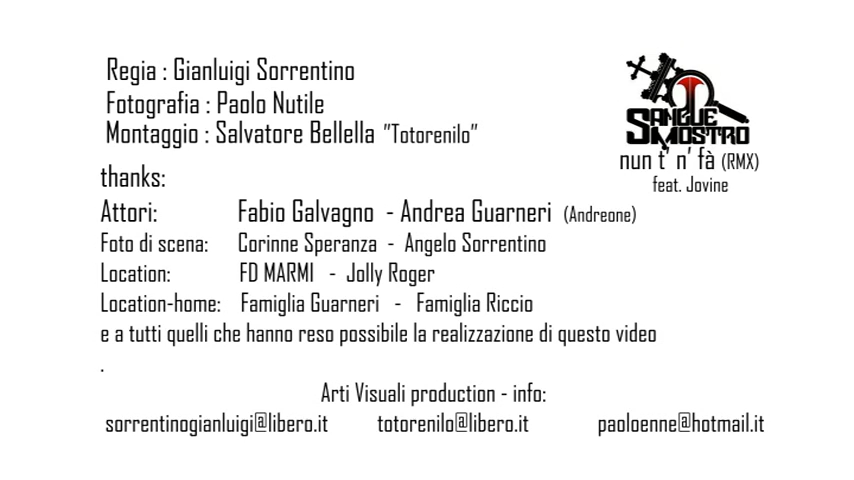 Regia : Gianluigi Sorrentino
Fotografia : Paolo Nutile
Montaggio : Salvatore Bellella "Totorenilo"
SANGUE
MOSTRO
nun t' n' fà (RMX)
feat. Jovine
thanks:
Attori: Fabio Galvagno - Andrea Guarneri (Andreone)
Foto di scena: Corinne Speranza - Angelo Sorrentino
Location: FD MARMI - Jolly Roger
Location-home: Famiglia Guarneri - Famiglia Riccio
e a tutti quelli che hanno reso possibile la realizzazione di questo video
.
Arti Visuali production - info:
sorrentinogianluigi@libero.it totorenilo@libero.it paoloenne@hotmail.it